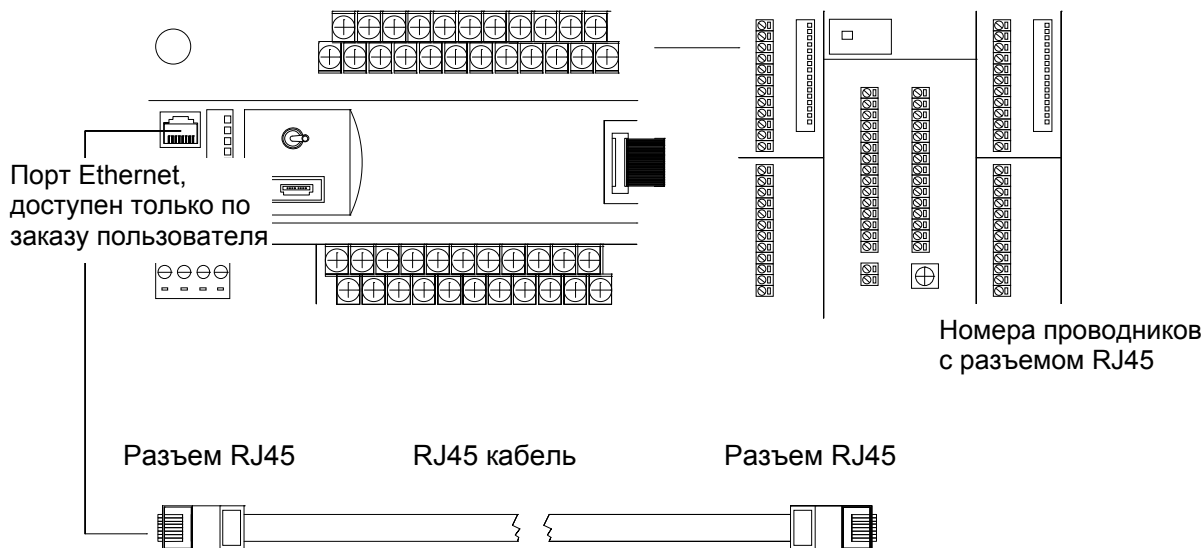 Порт Ethernet,
доступен только по
заказу пользователя
Номера проводников
с разъемом RJ45
Разъем RJ45
RJ45 кабель
Разъем RJ45